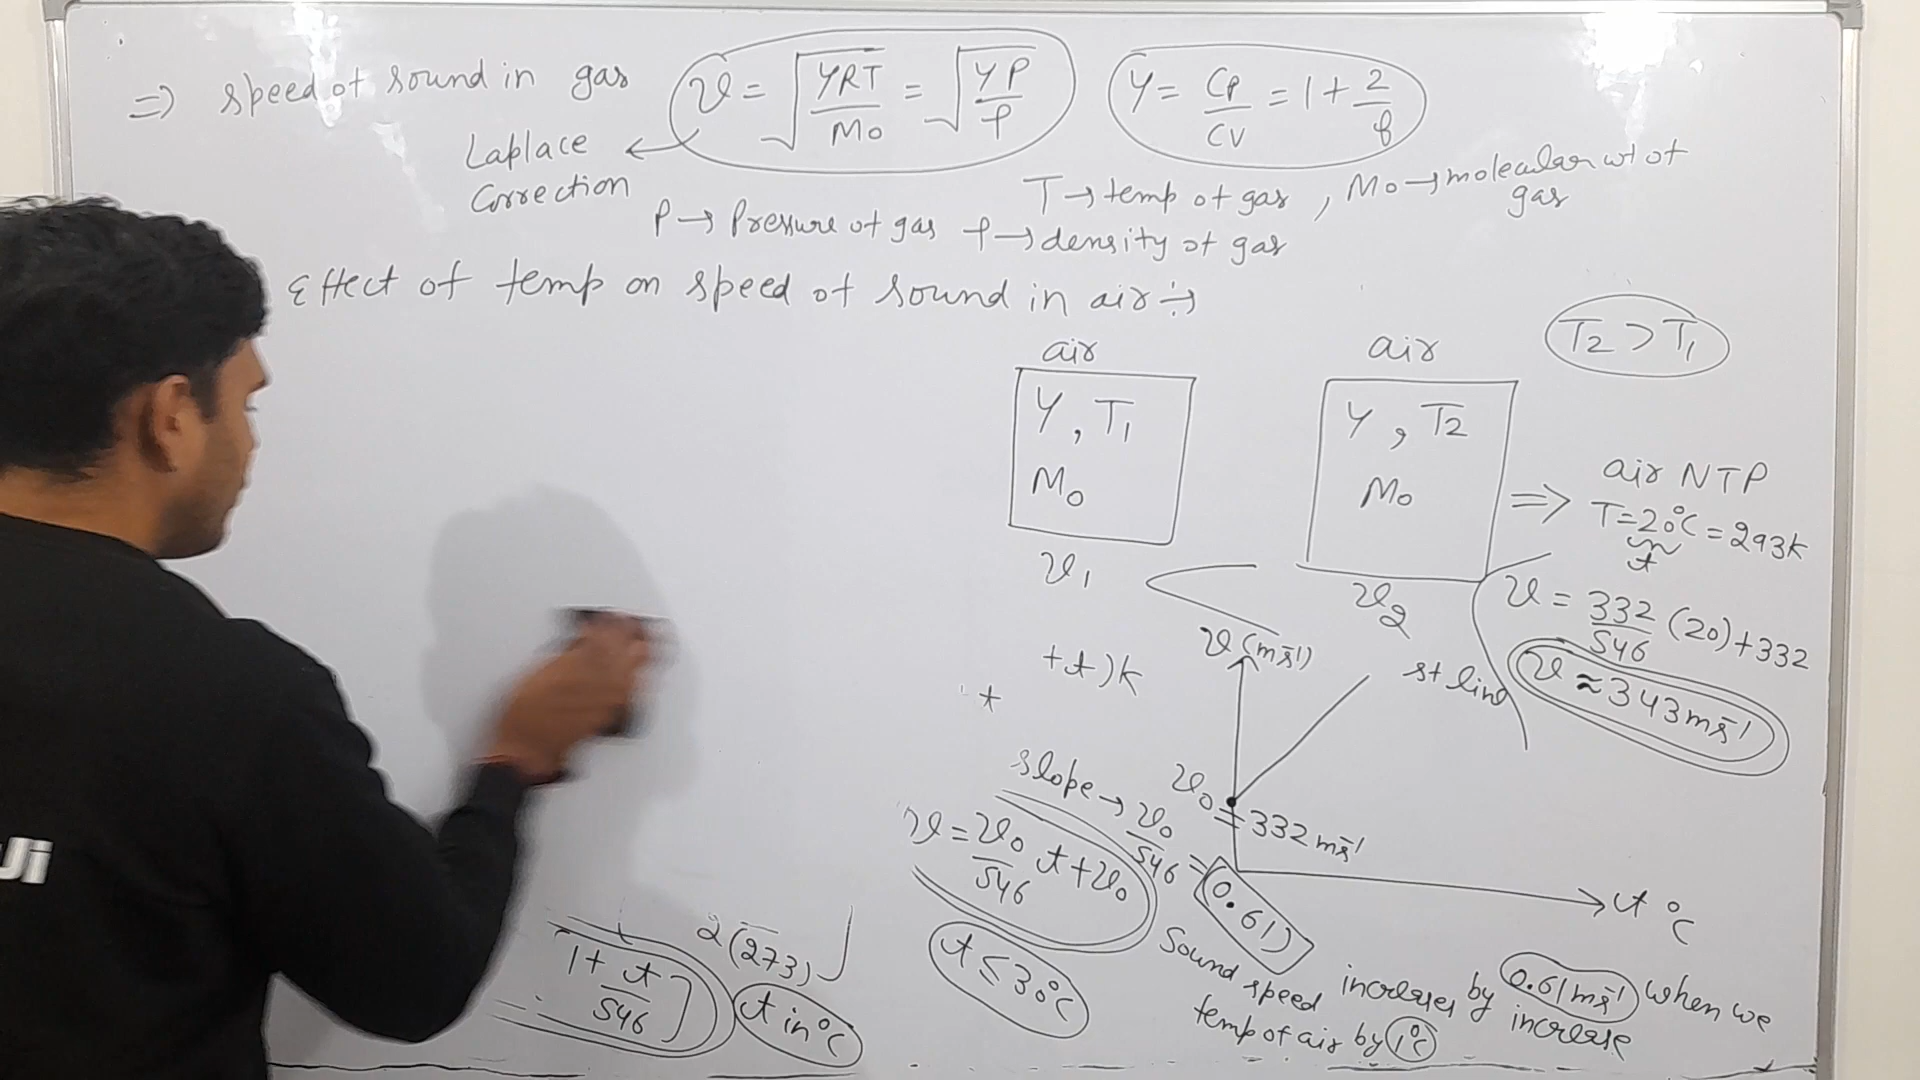 => speed of sound in gas v = √(γRT/M₀) = √(γP/ρ) γ = Cp/Cv = 1 + 2/f
Laplace ←
Correction
T → temp of gas , M₀ → molecular wt of
gas
P → Pressure of gas ρ → density of gas
Effect of temp on speed of sound in air ÷→
air
γ, T₁
M₀
v₁
air
γ, T₂
M₀
v₂
T₂ > T₁
=> air NTP
T = 20°C = 293k
t
v = 332/546 (20) + 332
v ≈ 343 ms⁻¹
+t)k
v (ms⁻¹)
st line
v₀ = 332 ms⁻¹
t °C
slope → v₀/546 = 0.61)
v = v₀/546 t + v₀
t ≤ 30°C
2(273)
1 + t/546]
t in °C
Sound speed increases by 0.61 ms⁻¹ when we increase
temp of air by 1°C
Ji